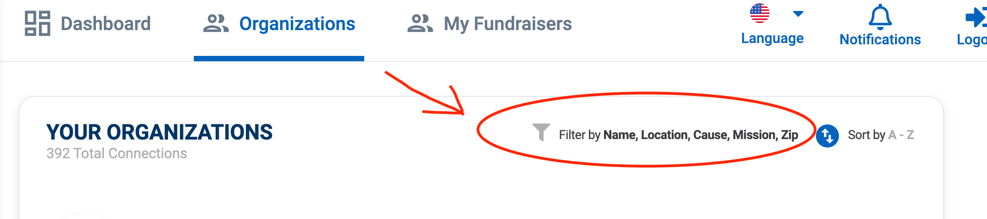 Dashboard
Organizations
My Fundraisers
Language
Notifications
Logo
YOUR ORGANIZATIONS
392 Total Connections
Filter by Name, Location, Cause, Mission, Zip
Sort by A - Z